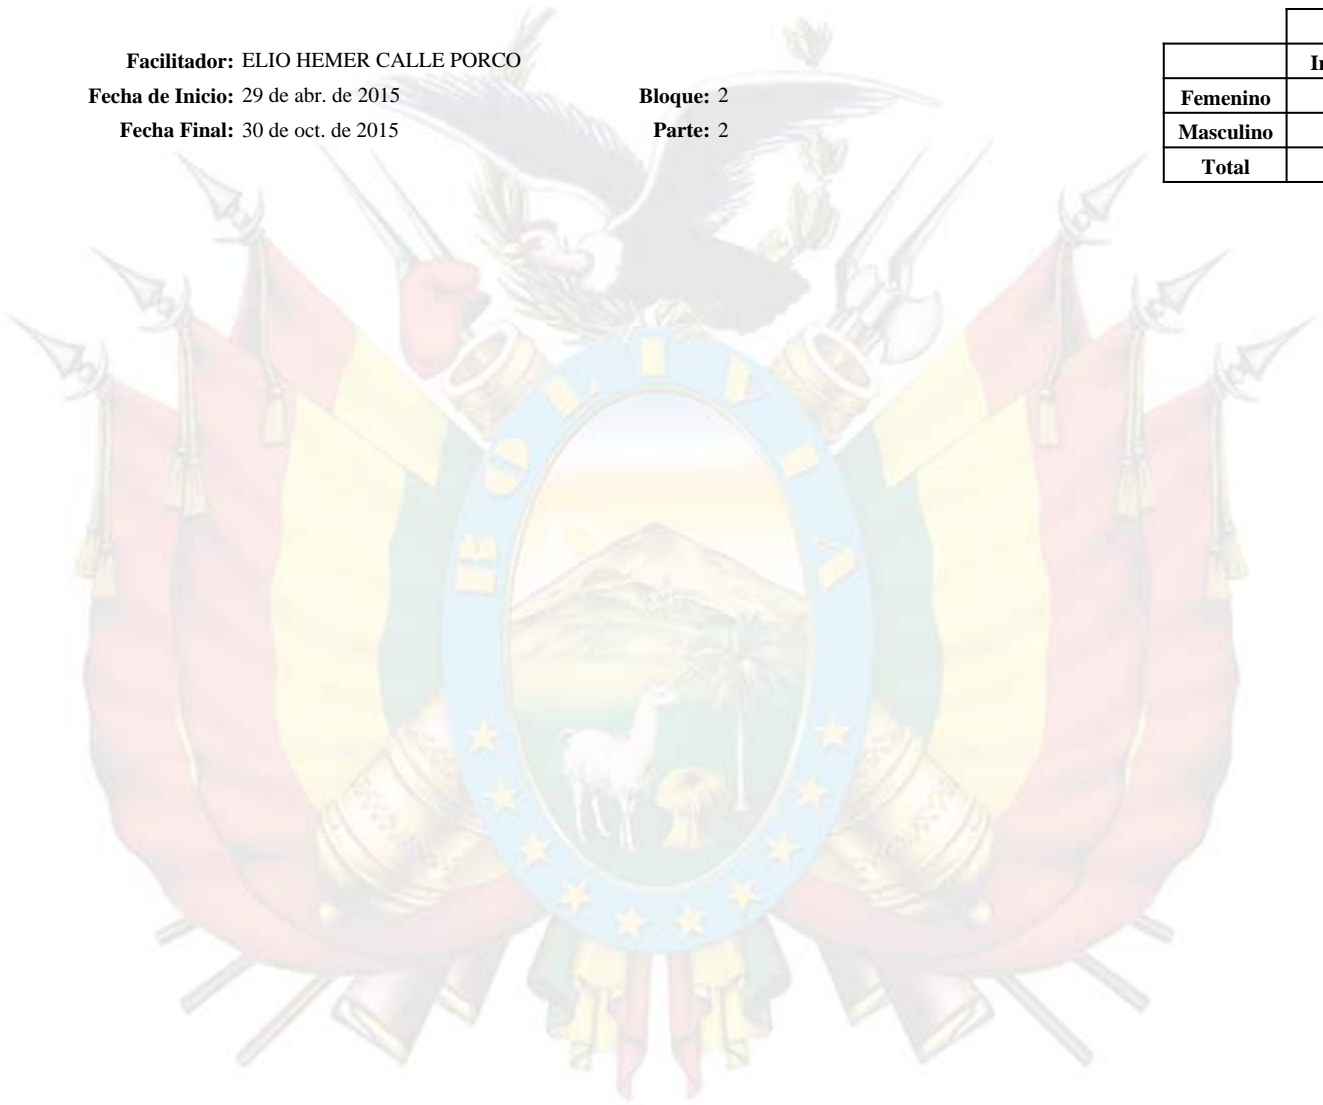 Facilitador: ELIO HEMER CALLE PORCO
Fecha de Inicio: 29 de abr. de 2015 Bloque: 2
Fecha Final: 30 de oct. de 2015 Parte: 2
Femenino
Masculino
Total
BOLIVIA